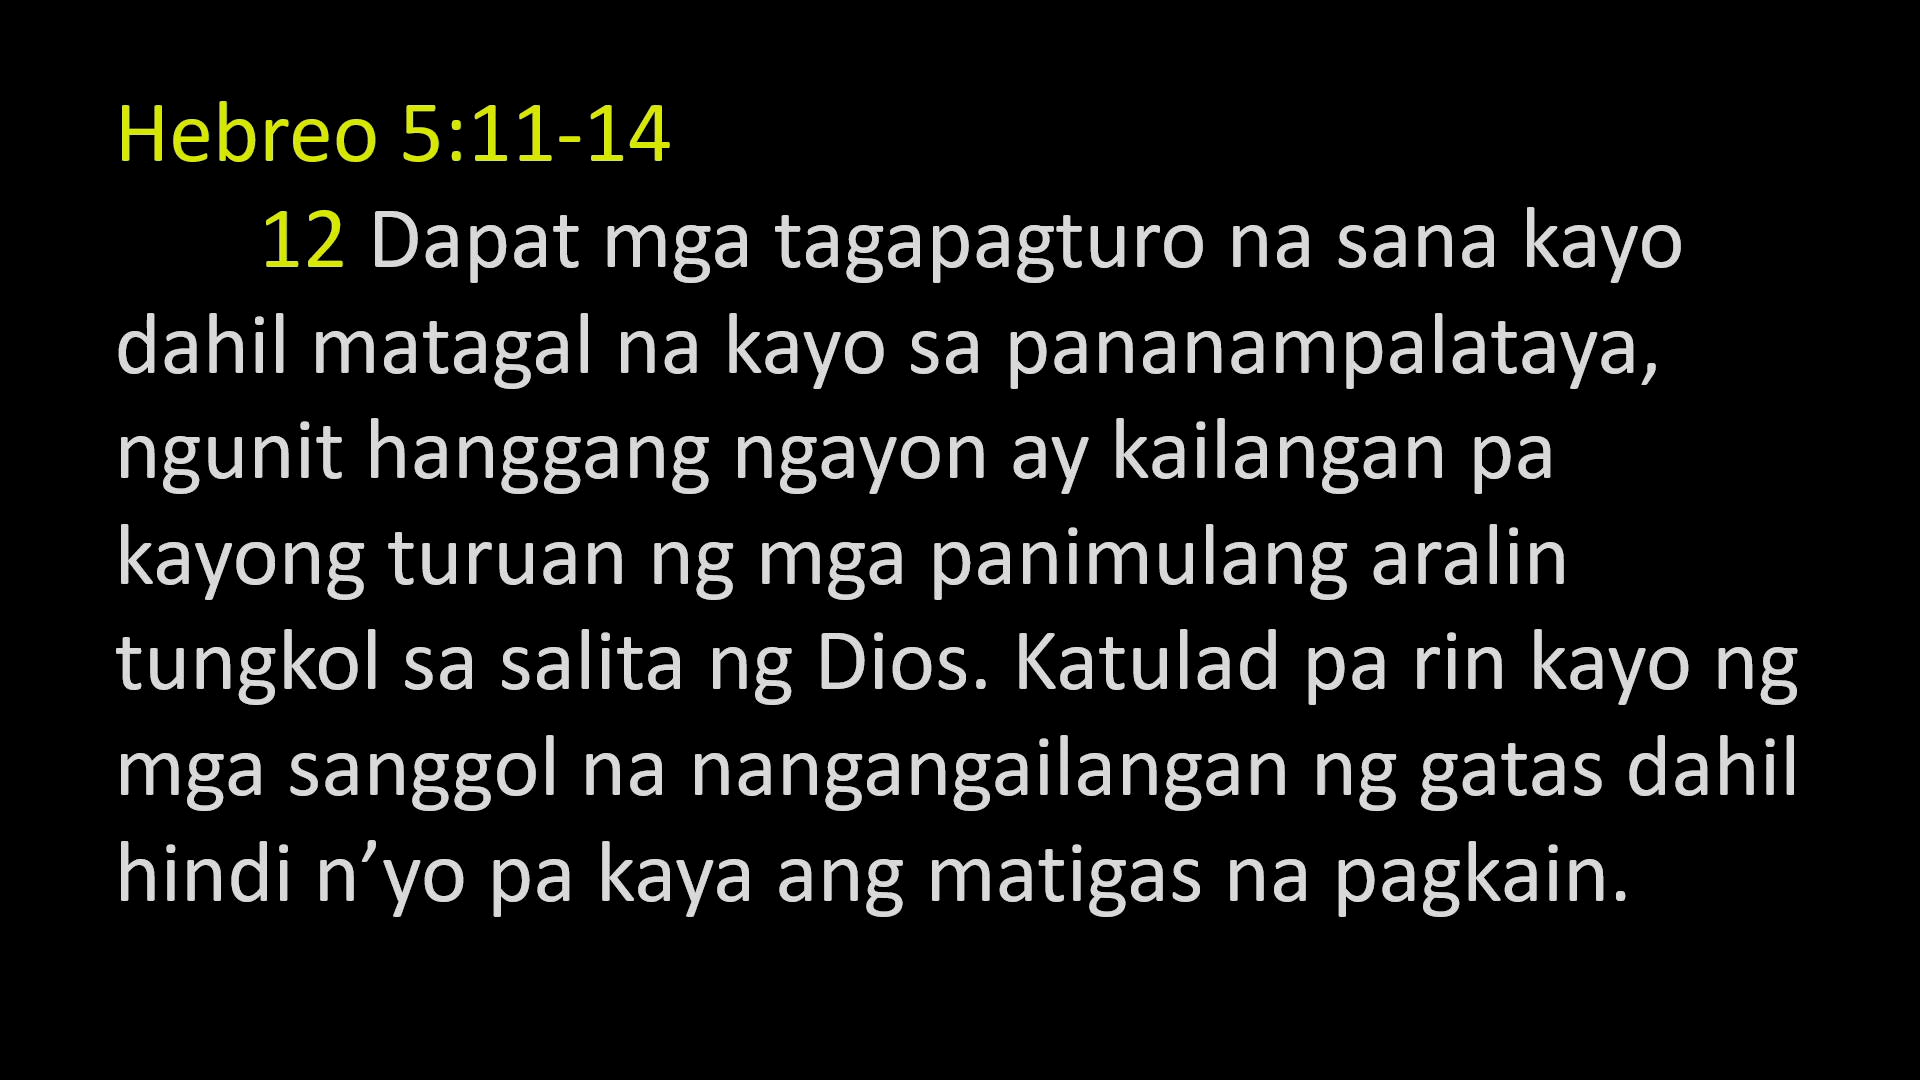 Hebreo 5:11-14
12 Dapat mga tagapagturo na sana kayo
dahil matagal na kayo sa pananampalataya,
ngunit hanggang ngayon ay kailangan pa
kayong turuan ng mga panimulang aralin
tungkol sa salita ng Dios. Katulad pa rin kayo ng
mga sanggol na nangangailangan ng gatas dahil
hindi n’yo pa kaya ang matigas na pagkain.